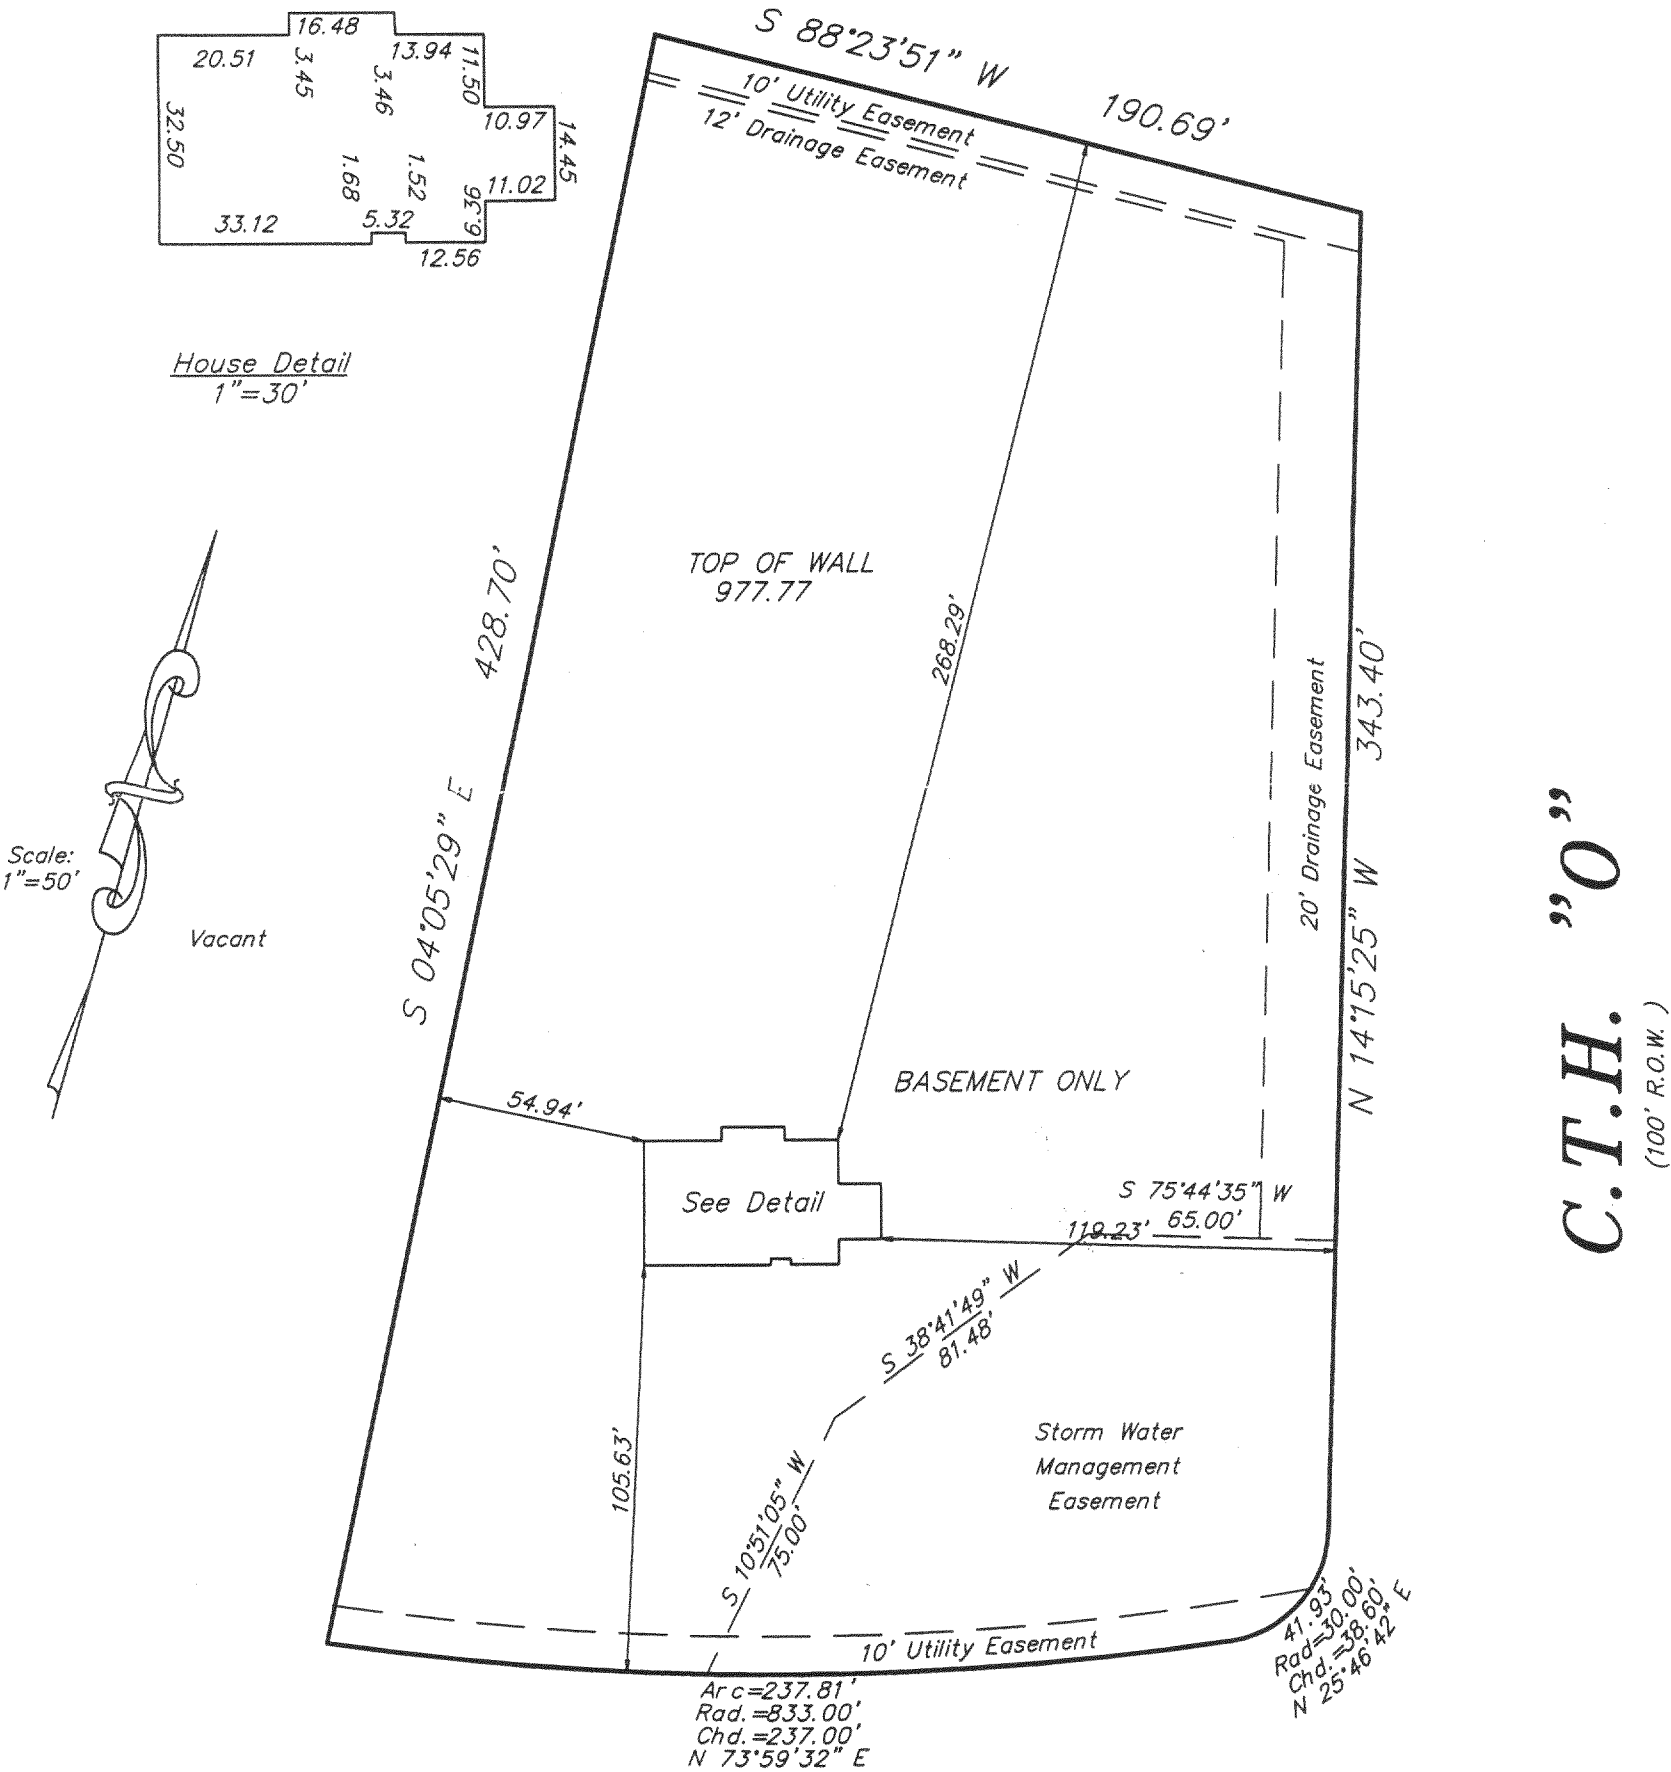 16.48
20.51
3.45
3.46
13.94
11.50
10.97
14.45
32.50
1.68
1.52
6.36
11.02
33.12
5.32
12.56
House Detail
1"=30'
S 88°23'51" W
190.69'
10' Utility Easement
12' Drainage Easement
TOP OF WALL
977.77
268.29'
428.70'
S 04°05'29" E
Scale:
1"=50'
Vacant
20' Drainage Easement
343.40'
N 14°15'25" W
C.T.H. "O"
(100' R.O.W. )
BASEMENT ONLY
54.94'
See Detail
S 75°44'35" W
65.00'
119.23'
S 38°41'49" W
81.48'
105.63'
S 10°51'05" W
75.00'
Storm Water
Management
Easement
10' Utility Easement
41.93'
Rad=30.00'
Chd.=38.60'
N 25°46'42" E
Arc=237.81'
Rad.=833.00'
Chd.=237.00'
N 73°59'32" E